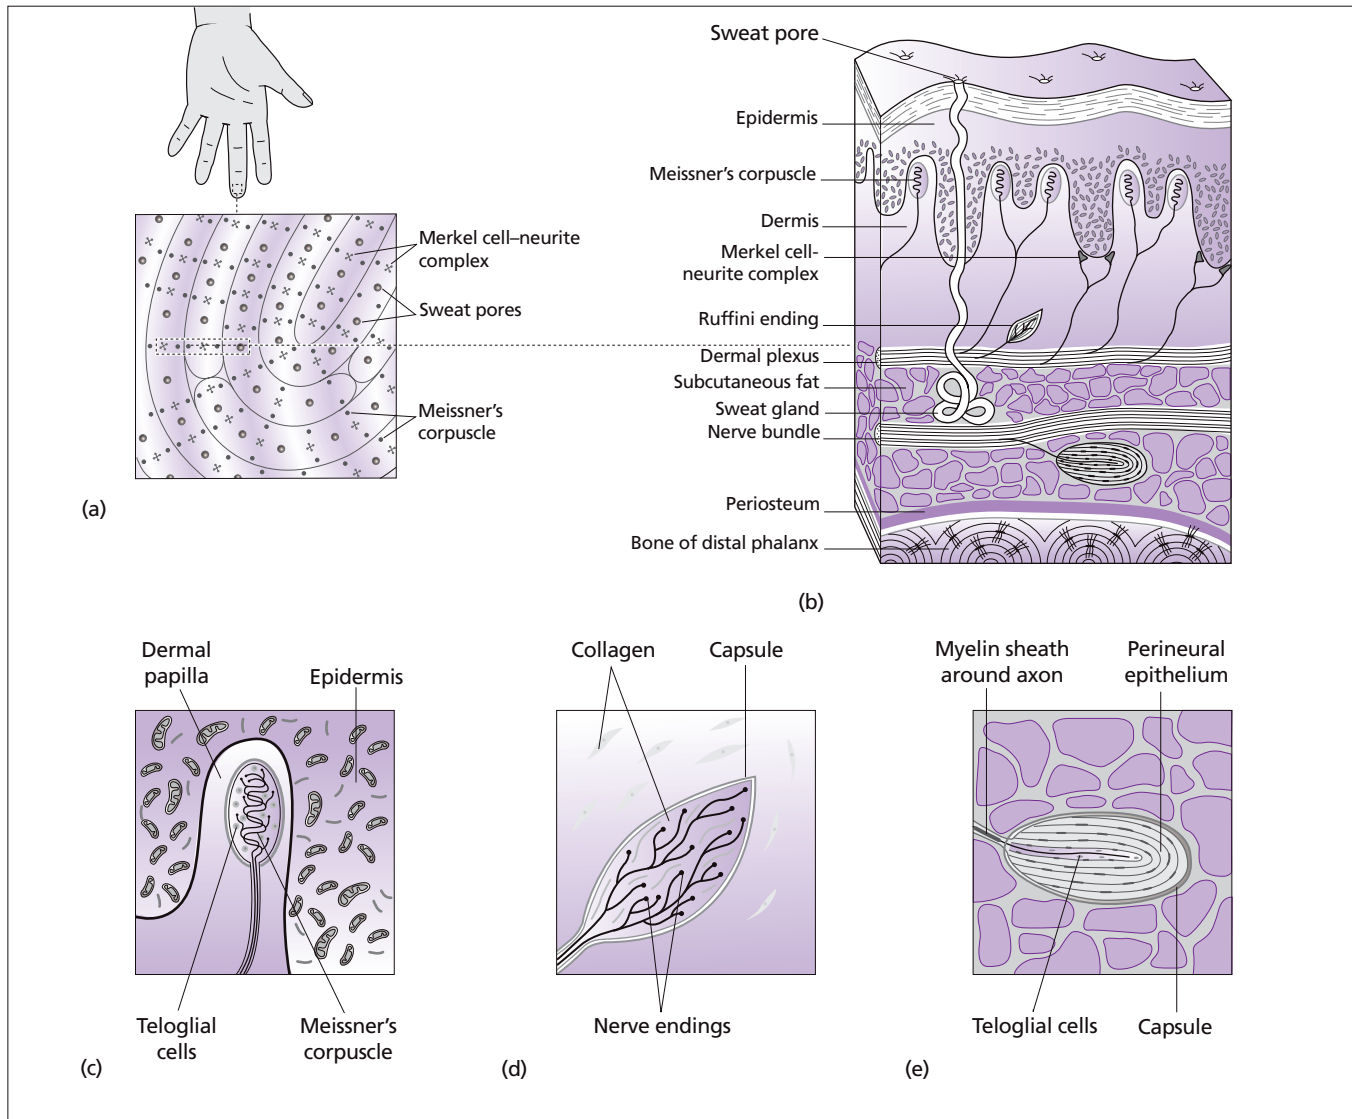 Merkel cell–neurite
complex
Sweat pores
Meissner's
corpuscle
(a)
Sweat pore
Epidermis
Meissner's corpuscle
Dermis
Merkel cell-
neurite complex
Ruffini ending
Dermal plexus
Subcutaneous fat
Sweat gland
Nerve bundle
Periosteum
Bone of distal phalanx
(b)
Dermal
papilla
Epidermis
Teloglial
cells
Meissner's
corpuscle
(c)
Collagen
Capsule
Nerve endings
(d)
Myelin sheath
around axon
Perineural
epithelium
Teloglial cells
Capsule
(e)